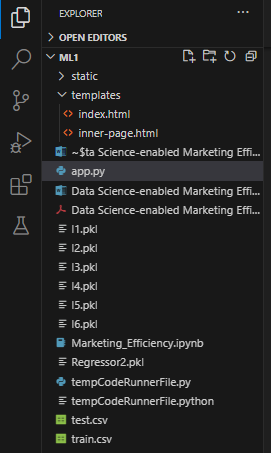 EXPLORER
OPEN EDITORS
ML1
static
templates
index.html
inner-page.html
~$ta Science-enabled Marketing Effi...
app.py
Data Science-enabled Marketing Effi...
Data Science-enabled Marketing Effi...
l1.pkl
l2.pkl
l3.pkl
l4.pkl
l5.pkl
l6.pkl
Marketing_Efficiency.ipynb
Regressor2.pkl
tempCodeRunnerFile.py
tempCodeRunnerFile.python
test.csv
train.csv